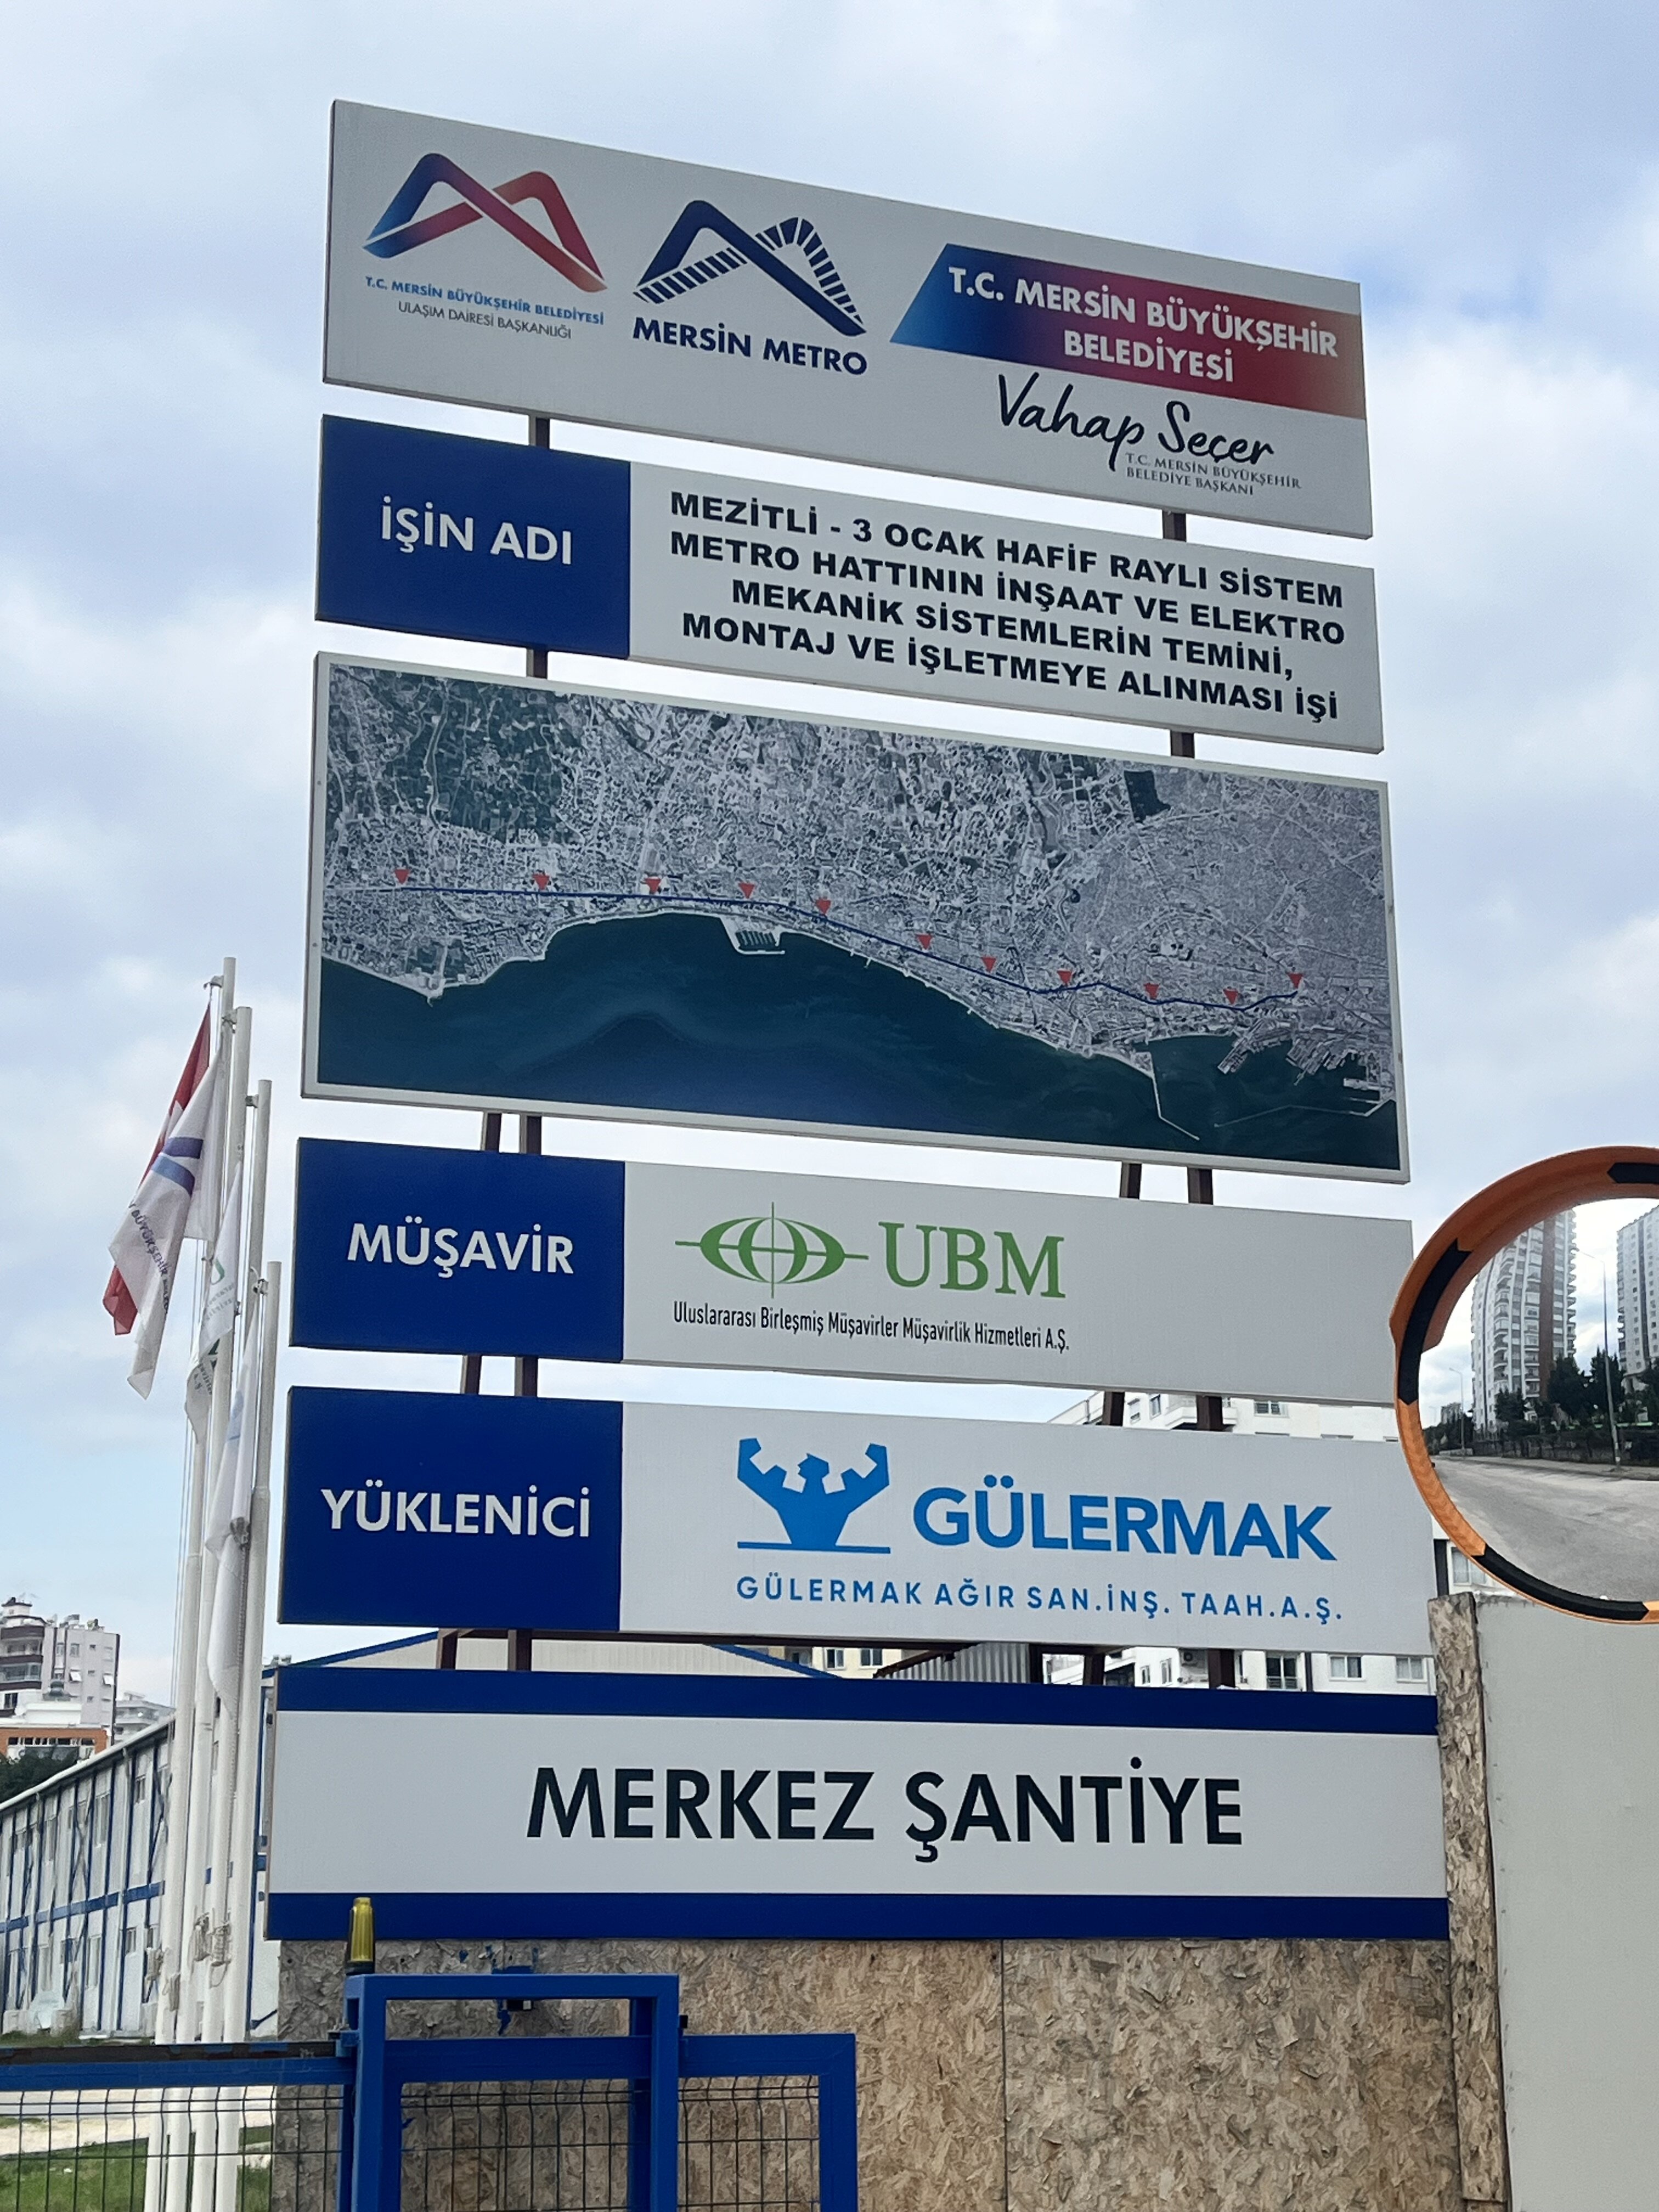 T.C. MERSİN BÜYÜKŞEHİR BELEDİYESİ
ULAŞIM DAİRESİ BAŞKANLIĞI
MERSİN METRO
T.C. MERSİN BÜYÜKŞEHİR
BELEDİYESİ
Vahap Seçer
T.C. MERSİN BÜYÜKŞEHİR
BELEDİYE BAŞKANI
İŞİN ADI
MEZİTLİ - 3 OCAK HAFİF RAYLI SİSTEM
METRO HATTININ İNŞAAT VE ELEKTRO
MEKANİK SİSTEMLERİN TEMİNİ,
MONTAJ VE İŞLETMEYE ALINMASI İŞİ
MÜŞAVİR
UBM
Uluslararası Birleşmiş Müşavirler Müşavirlik Hizmetleri A.Ş.
YÜKLENİCİ
GÜLERMAK
GÜLERMAK AĞIR SAN.İNŞ. TAAH.A.Ş.
MERKEZ ŞANTİYE
BÜYÜKŞEHİR